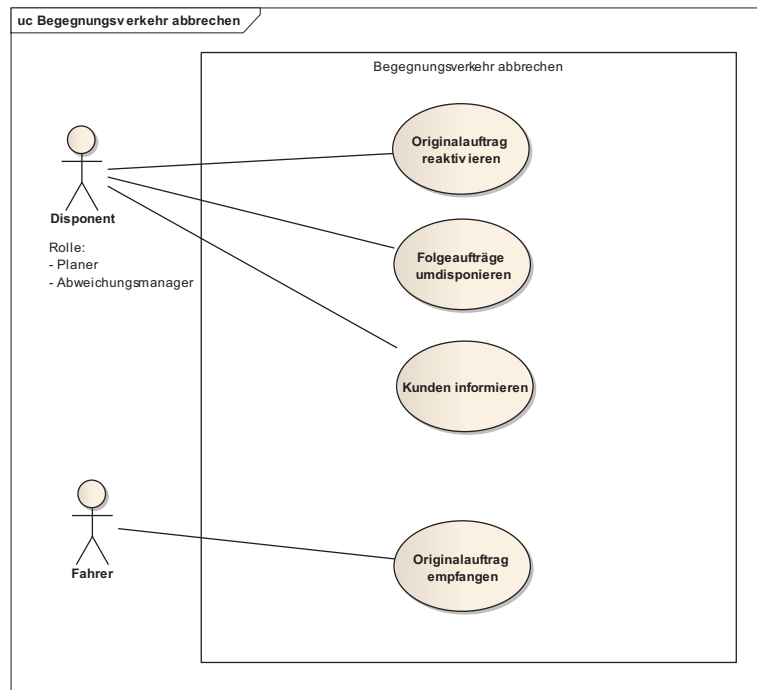 uc Begegnungsverkehr abbrechen
Begegnungsverkehr abbrechen
Originalauftrag
reaktivieren
Disponent
Rolle:
- Planer
- Abweichungsmanager
Folgeaufträge
umdisponieren
Kunden informieren
Originalauftrag
empfangen
Fahrer